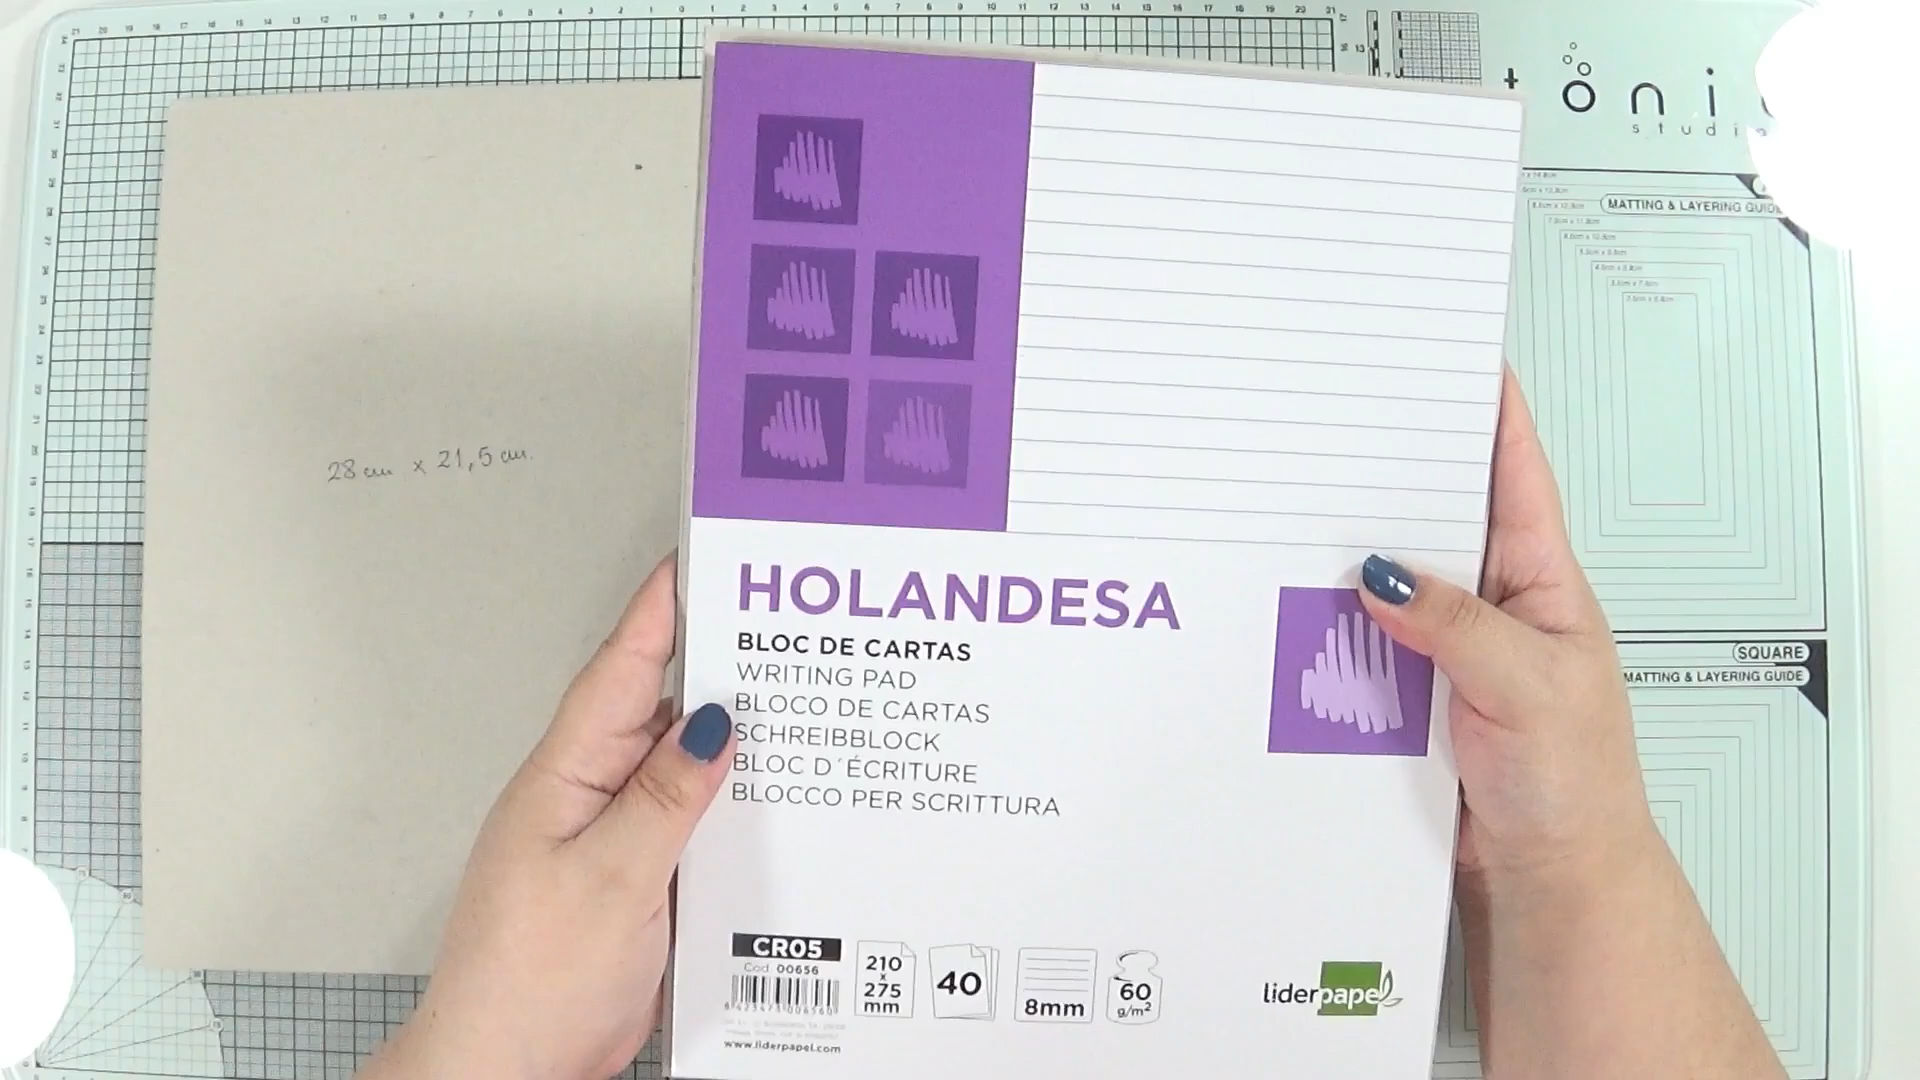 28 cm x 21,5 cm.
HOLANDESA
BLOC DE CARTAS
WRITING PAD
BLOCO DE CARTAS
SCHREIBBLOCK
BLOC D´ÉCRITURE
BLOCCO PER SCRITTURA
CR05
Cod. 00656
www.liderpapel.com
210
x
275
mm
40
8mm
60
g/m²
liderpapel
MATTING & LAYERING GUIDE
SQUARE
MATTING & LAYERING GUIDE